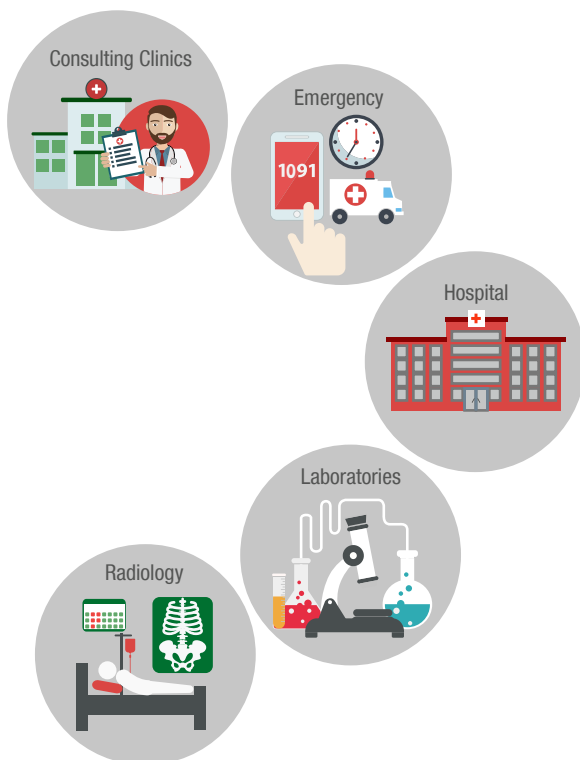 Consulting Clinics
Emergency
1091
Hospital
Laboratories
Radiology